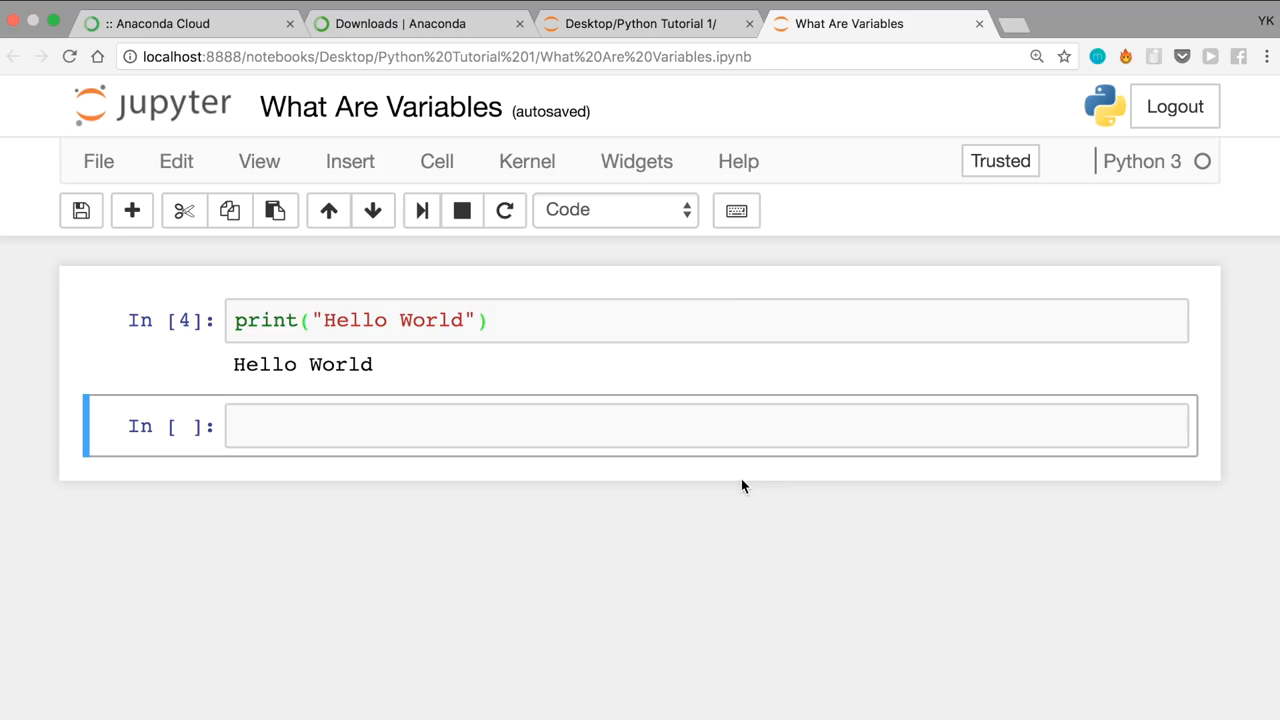 :: Anaconda Cloud
Downloads | Anaconda
Desktop/Python Tutorial 1/
What Are Variables
YK
localhost:8888/notebooks/Desktop/Python%20Tutorial%201/What%20Are%20Variables.ipynb
jupyter What Are Variables (autosaved) Logout
File Edit View Insert Cell Kernel Widgets Help Trusted Python 3
Code
In [4]: print("Hello World")
Hello World
In [ ]: